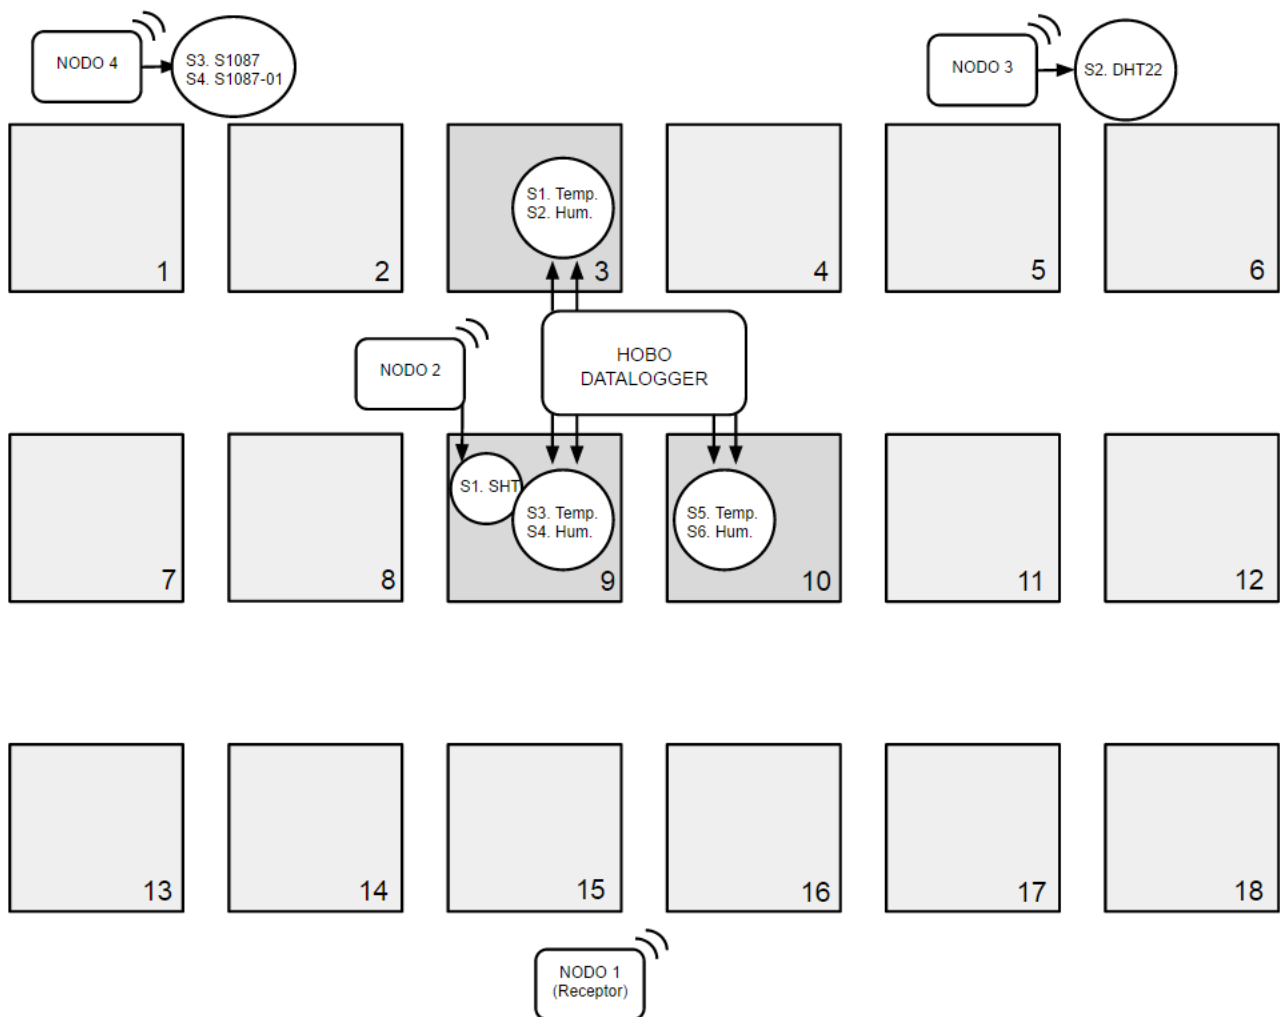 NODO 4
S3. S1087
S4. S1087-01
NODO 3
S2. DHT22
S1. Temp.
S2. Hum.
1
2
3
4
5
6
NODO 2
HOBO
DATALOGGER
S1. SHT
S3. Temp.
S4. Hum.
S5. Temp.
S6. Hum.
7
8
9
10
11
12
13
14
15
16
17
18
NODO 1
(Receptor)